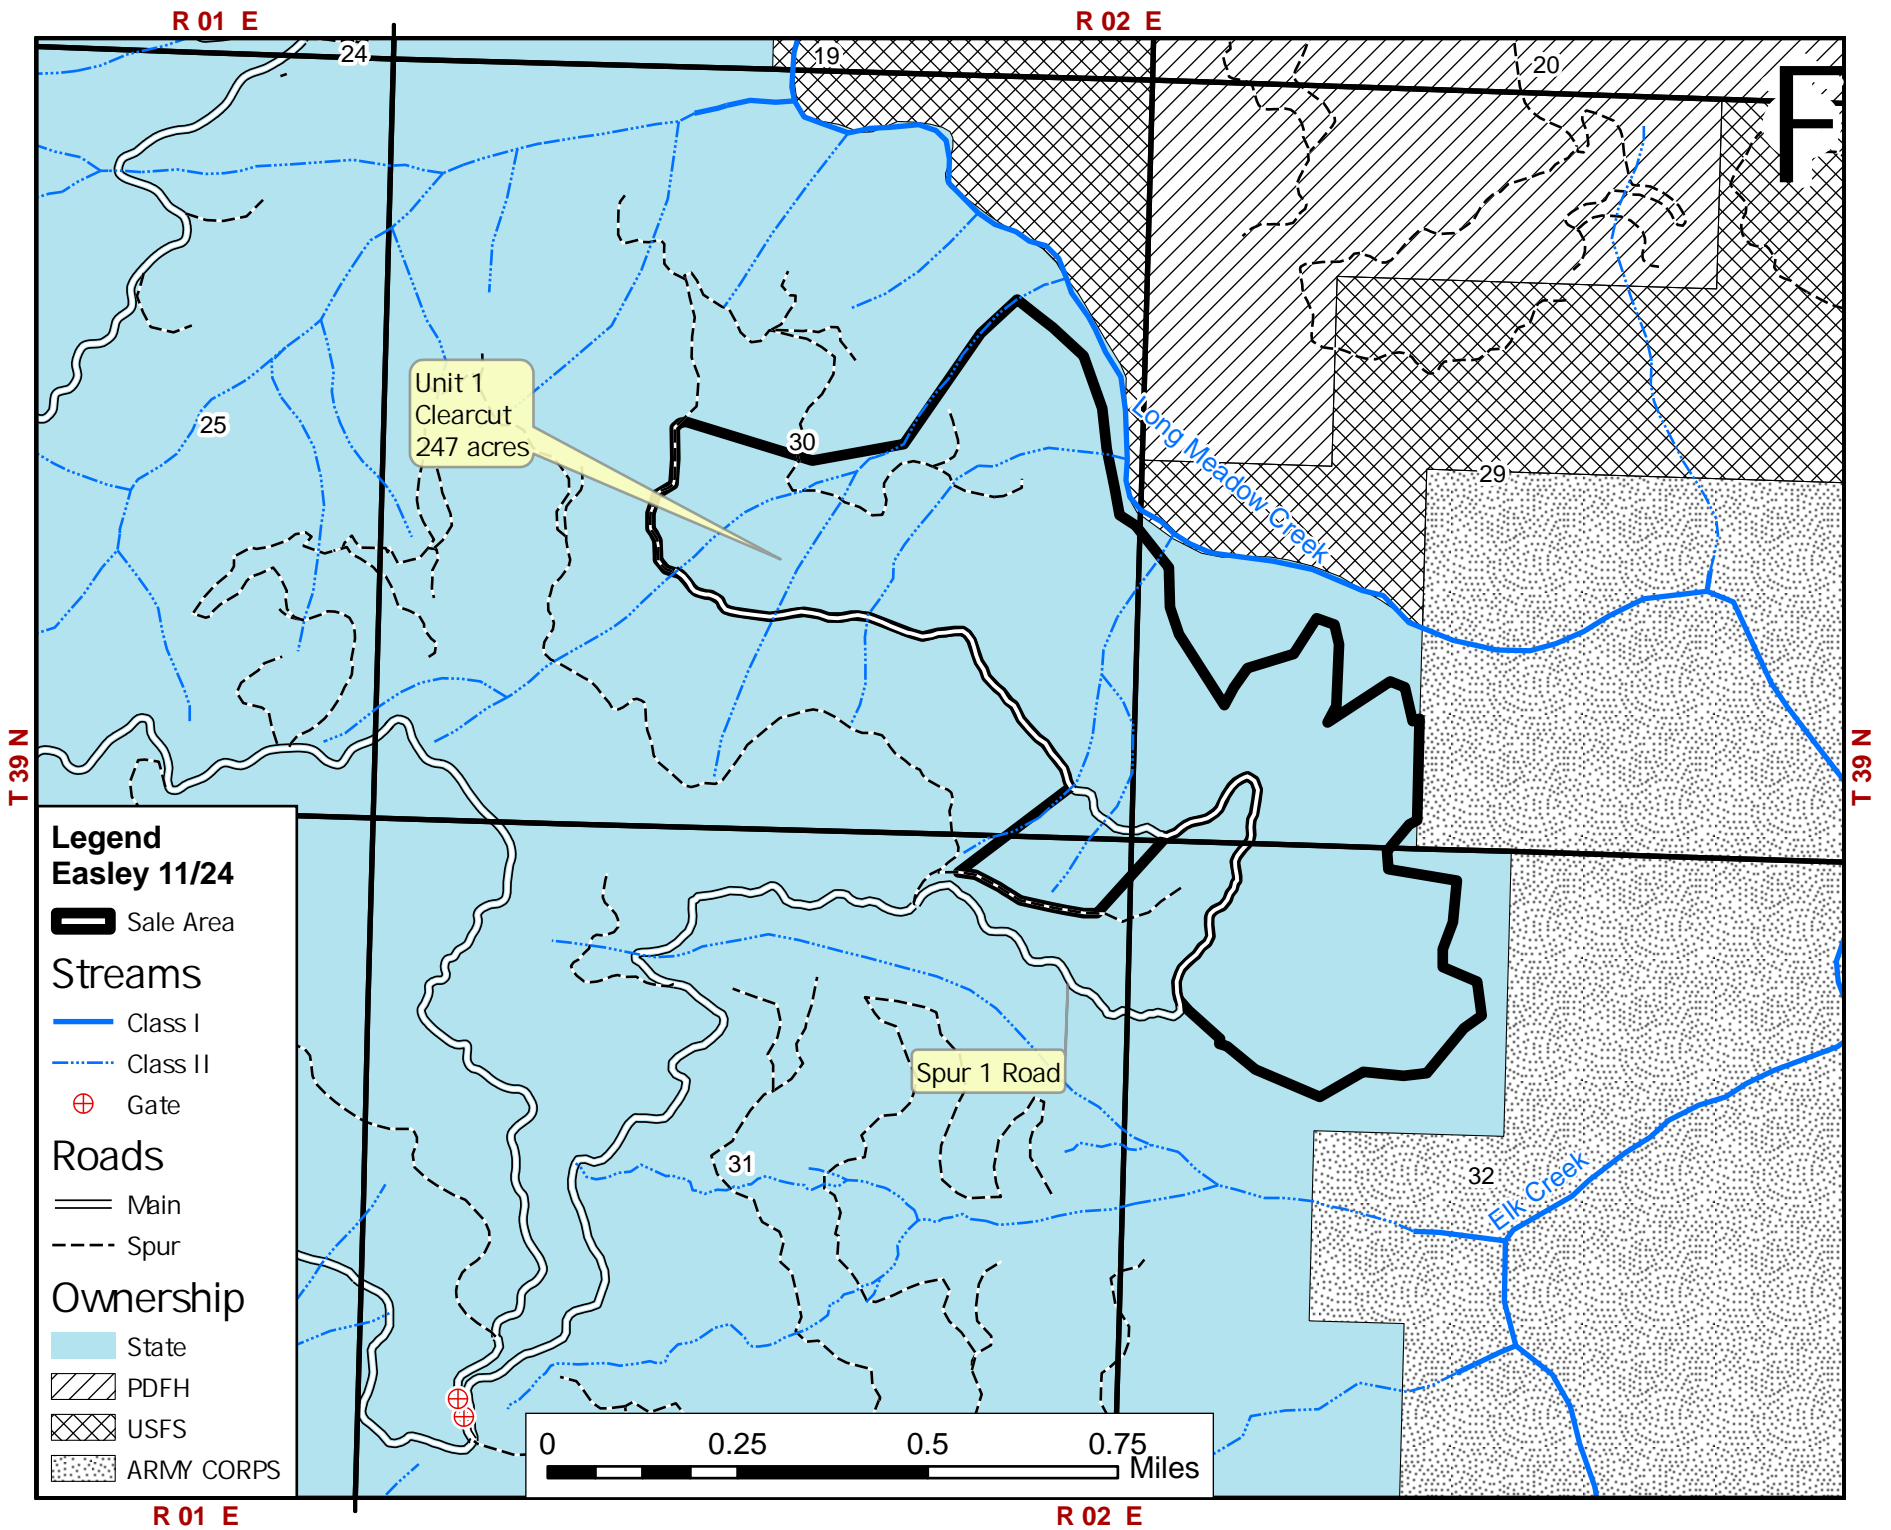 R 01 E
R 02 E
24
19
20
F
Unit 1
Clearcut
247 acres
25
30
29
Long Meadow Creek
T 39 N
T 39 N
Legend
Easley 11/24
Sale Area
Streams
Class I
Class II
Gate
Roads
Main
Spur
Ownership
State
PDFH
USFS
ARMY CORPS
Spur 1 Road
31
32
Elk Creek
0 0.25 0.5 0.75
Miles
R 01 E
R 02 E